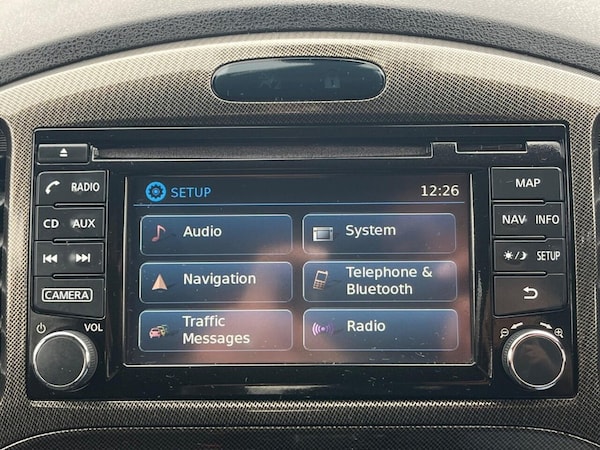 RADIO
CD AUX
CAMERA
VOL
SETUP 12:26
Audio
System
Navigation
Telephone &
Bluetooth
Traffic
Messages
Radio
MAP
NAV INFO
SETUP